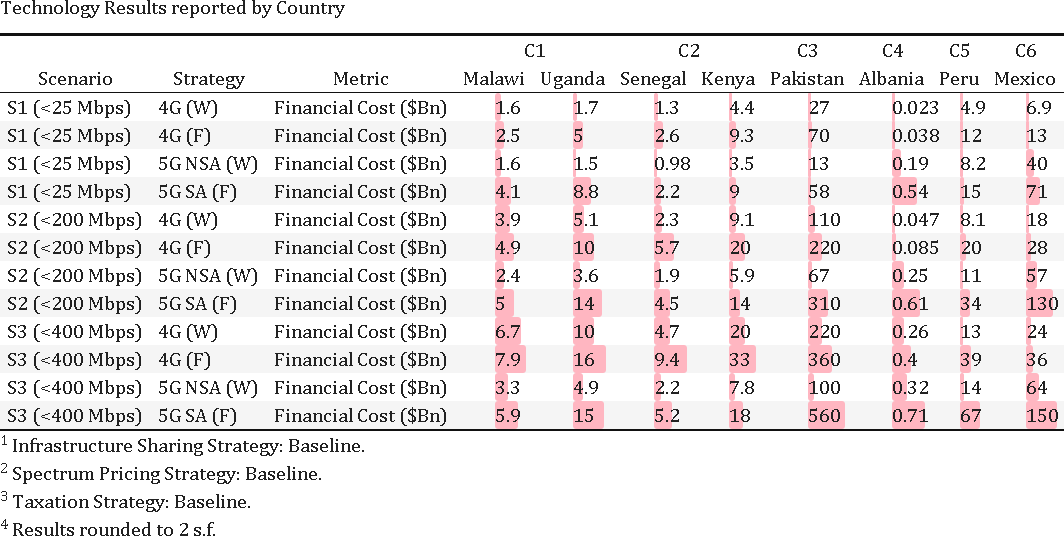 Technology Results reported by Country
C1 C2 C3 C4 C5 C6
Scenario Strategy Metric Malawi Uganda Senegal Kenya Pakistan Albania Peru Mexico
S1 (<25 Mbps) 4G (W) Financial Cost ($Bn) 1.6 1.7 1.3 4.4 27 0.023 4.9 6.9
S1 (<25 Mbps) 4G (F) Financial Cost ($Bn) 2.5 5 2.6 9.3 70 0.038 12 13
S1 (<25 Mbps) 5G NSA (W) Financial Cost ($Bn) 1.6 1.5 0.98 3.5 13 0.19 8.2 40
S1 (<25 Mbps) 5G SA (F) Financial Cost ($Bn) 4.1 8.8 2.2 9 58 0.54 15 71
S2 (<200 Mbps) 4G (W) Financial Cost ($Bn) 3.9 5.1 2.3 9.1 110 0.047 8.1 18
S2 (<200 Mbps) 4G (F) Financial Cost ($Bn) 4.9 10 5.7 20 220 0.085 20 28
S2 (<200 Mbps) 5G NSA (W) Financial Cost ($Bn) 2.4 3.6 1.9 5.9 67 0.25 11 57
S2 (<200 Mbps) 5G SA (F) Financial Cost ($Bn) 5 14 4.5 14 310 0.61 34 130
S3 (<400 Mbps) 4G (W) Financial Cost ($Bn) 6.7 10 4.7 20 220 0.26 13 24
S3 (<400 Mbps) 4G (F) Financial Cost ($Bn) 7.9 16 9.4 33 360 0.4 39 36
S3 (<400 Mbps) 5G NSA (W) Financial Cost ($Bn) 3.3 4.9 2.2 7.8 100 0.32 14 64
S3 (<400 Mbps) 5G SA (F) Financial Cost ($Bn) 5.9 15 5.2 18 560 0.71 67 150
1 Infrastructure Sharing Strategy: Baseline.
2 Spectrum Pricing Strategy: Baseline.
3 Taxation Strategy: Baseline.
4 Results rounded to 2 s.f.